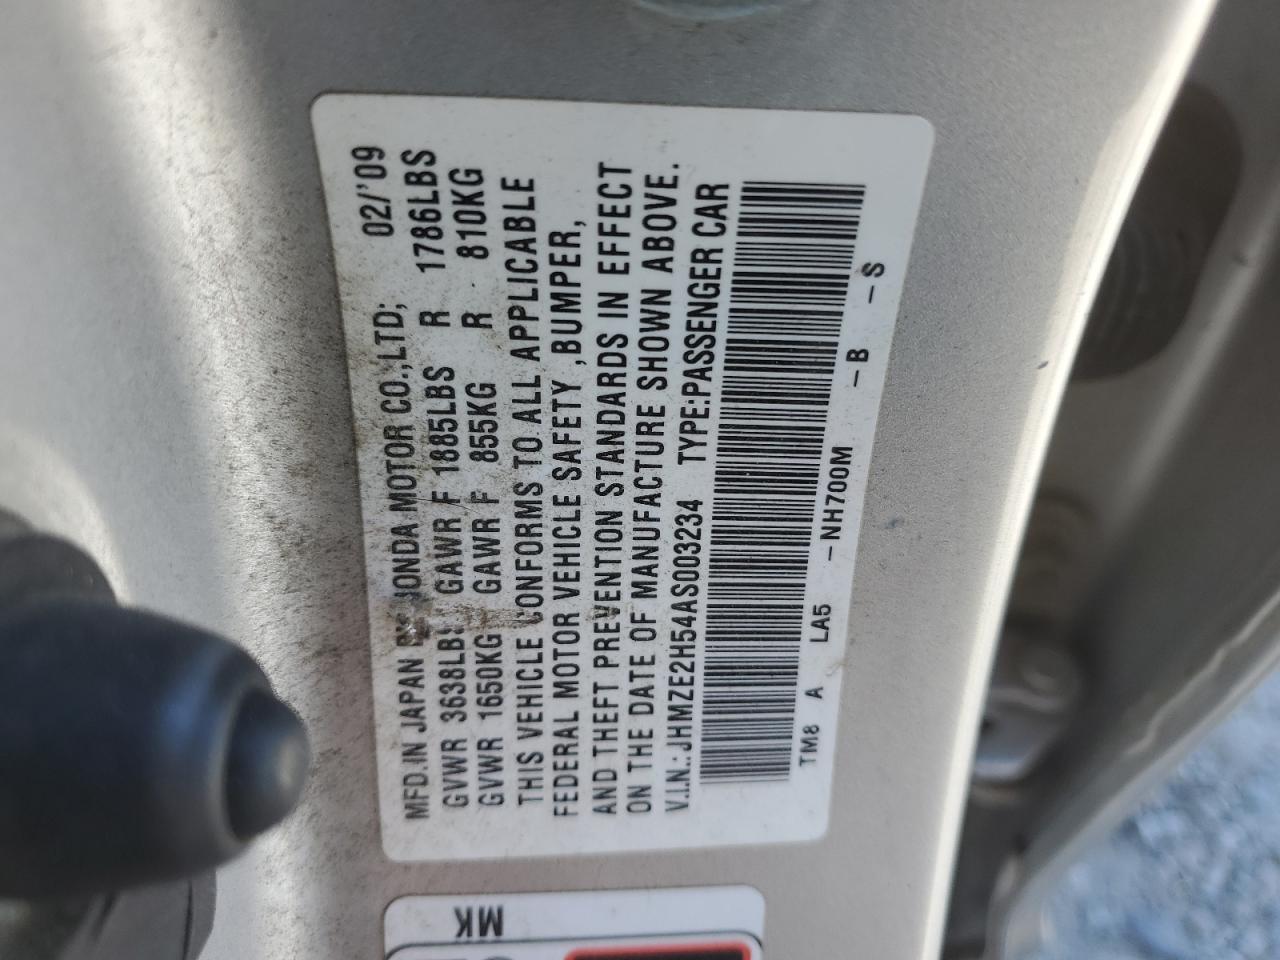 MFD.IN JAPAN BY HONDA MOTOR CO.,LTD; 02/'09
GVWR 3638LBS GAWR F 1885LBS R 1786LBS
GVWR 1650KG GAWR F 855KG R 810KG
THIS VEHICLE CONFORMS TO ALL APPLICABLE
FEDERAL MOTOR VEHICLE SAFETY ,BUMPER,
AND THEFT PREVENTION STANDARDS IN EFFECT
ON THE DATE OF MANUFACTURE SHOWN ABOVE.
V.I.N.: JHMZE2H54AS003234 TYPE:PASSENGER CAR
TM8 A LA5 -NH700M -B -S
MK